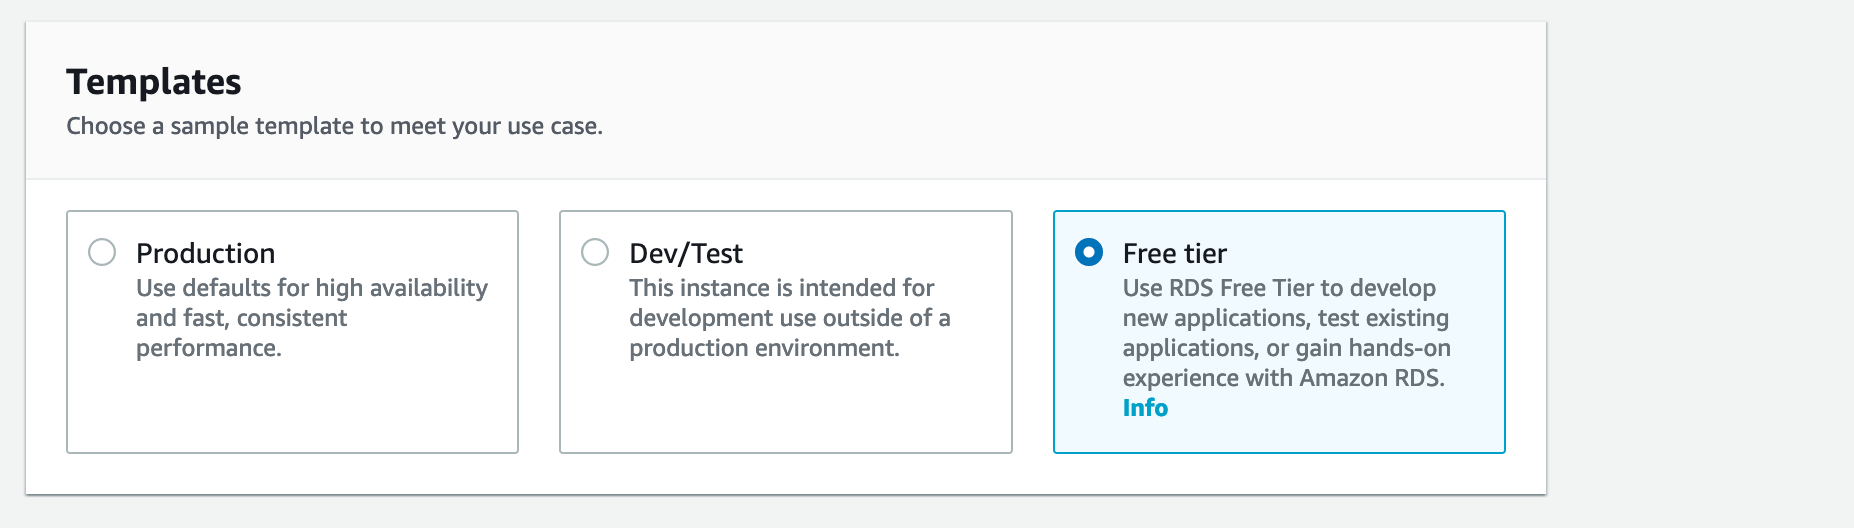 Templates
Choose a sample template to meet your use case.
Production
Use defaults for high availability
and fast, consistent
performance.
Dev/Test
This instance is intended for
development use outside of a
production environment.
Free tier
Use RDS Free Tier to develop
new applications, test existing
applications, or gain hands-on
experience with Amazon RDS.
Info